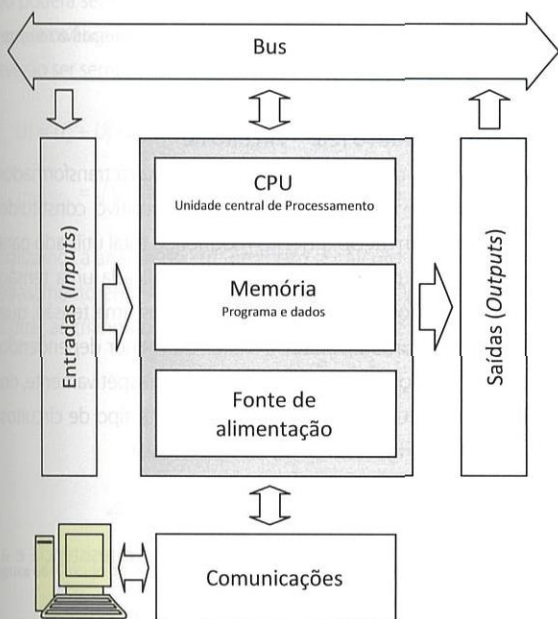 Bus
CPU
Unidade central de Processamento
Memória
Programa e dados
Fonte de
alimentação
Entradas (Inputs)
Saídas (Outputs)
Comunicações